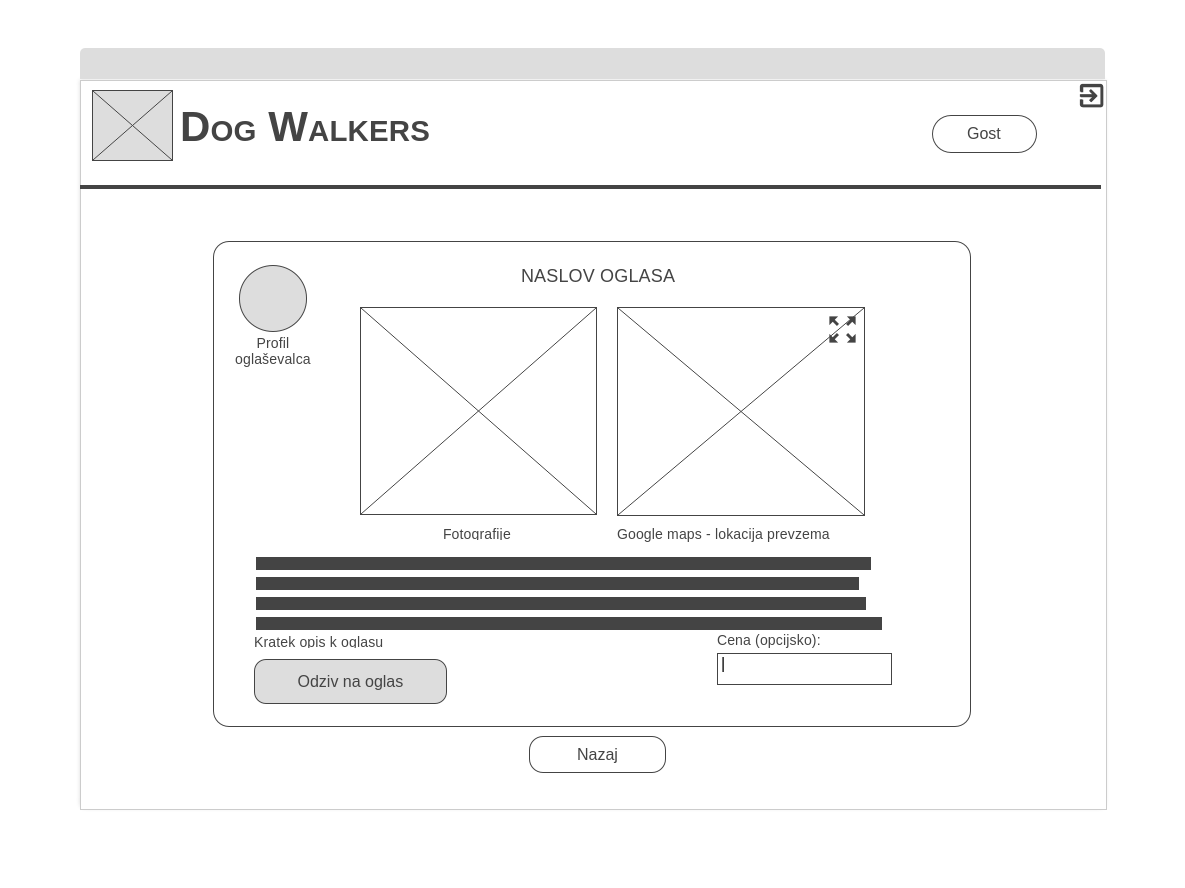 Dog Walkers
Gost
NASLOV OGLASA
Profil
oglaševalca
Fotografije
Google maps - lokacija prevzema
Kratek opis k oglasu
Cena (opcijsko):
Odziv na oglas
Nazaj